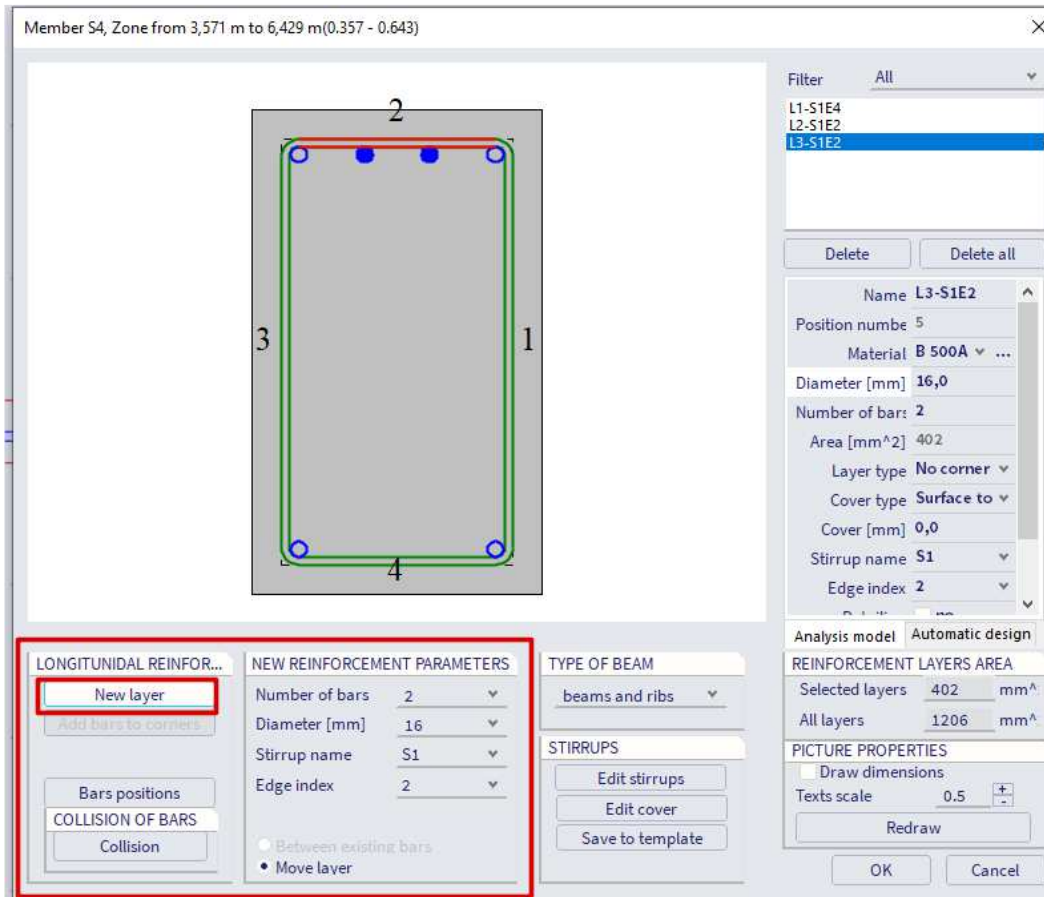 Member S4, Zone from 3,571 m to 6,429 m(0.357 - 0.643)
2
3
1
4
Filter All
L1-S1E4
L2-S1E2
L3-S1E2
Delete Delete all
Name L3-S1E2
Position numbe 5
Material B 500A ...
Diameter [mm] 16,0
Number of bars 2
Area [mm^2] 402
Layer type No corner
Cover type Surface to
Cover [mm] 0,0
Stirrup name S1
Edge index 2
no
Analysis model Automatic design
LONGITUNIDAL REINFOR...
New layer
Add bars to corners
Bars positions
COLLISION OF BARS
Collision
NEW REINFORCEMENT PARAMETERS
Number of bars 2
Diameter [mm] 16
Stirrup name S1
Edge index 2
Between existing bars
Move layer
TYPE OF BEAM
beams and ribs
STIRRUPS
Edit stirrups
Edit cover
Save to template
REINFORCEMENT LAYERS AREA
Selected layers 402 mm^
All layers 1206 mm^
PICTURE PROPERTIES
Draw dimensions
Texts scale 0.5 + -
Redraw
OK Cancel